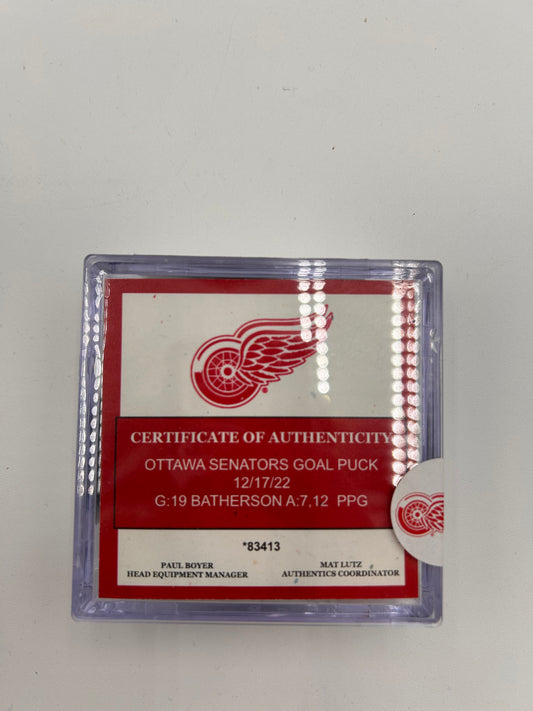 CERTIFICATE OF AUTHENTICITY
OTTAWA SENATORS GOAL PUCK
12/17/22
G:19 BATHERSON A:7,12 PPG
*83413
PAUL BOYER
HEAD EQUIPMENT MANAGER
MAT LUTZ
AUTHENTICS COORDINATOR